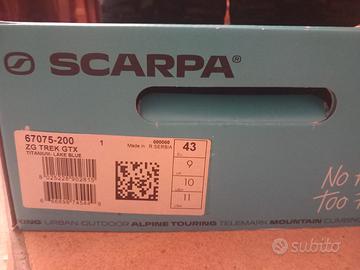 SCARPA®
67075-200 1
ZG TREK GTX
TITANIUM- LAKE BLUE
Made in R.SERBIA
000060
43
9
10
11
NO
TOO
URBAN OUTDOOR ALPINE TOURING TELEMARK MOUNTAIN
subito